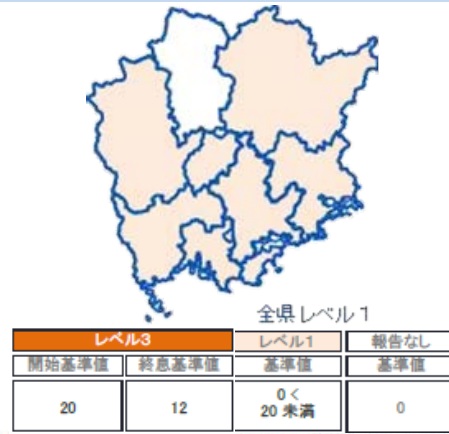 全県レベル1
レベル3 レベル1 報告なし
開始基準値 終息基準値 基準値 基準値
20 12 0<
20 未満 0